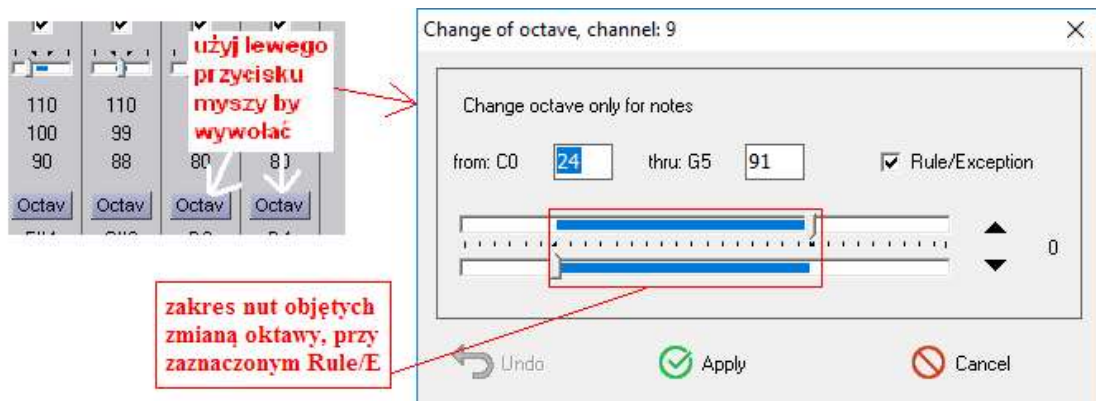 użyj lewego
przycisku
myszy by
wywołać
110 110
100 99
90 88 80 80
Octav Octav Octav Octav
Change of octave, channel: 9
Change octave only for notes
from: C0 24 thru: G5 91 Rule/Exception
0
zakres nut objętych
zmianą oktawy, przy
zaznaczonym Rule/E
Undo Apply Cancel